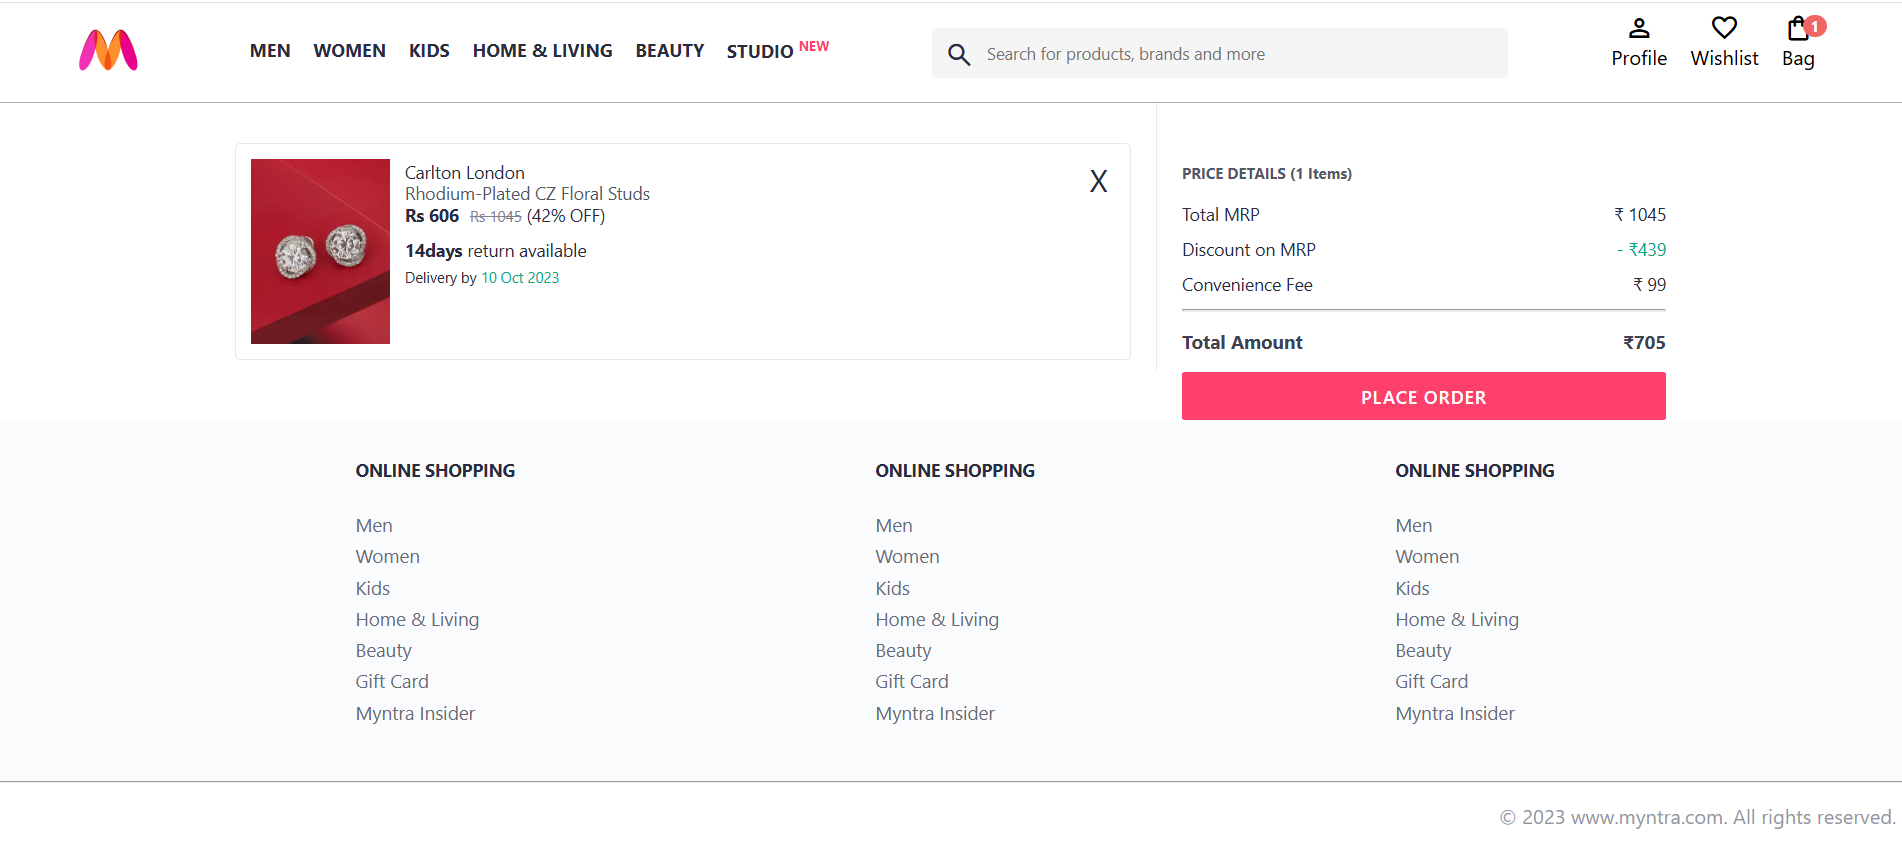 MEN WOMEN KIDS HOME & LIVING BEAUTY STUDIO NEW
Search for products, brands and more
Profile Wishlist Bag 1
Carlton London X
Rhodium-Plated CZ Floral Studs
Rs 606 Rs 1045 (42% OFF)
14days return available
Delivery by 10 Oct 2023
PRICE DETAILS (1 Items)
Total MRP ₹ 1045
Discount on MRP - ₹439
Convenience Fee ₹ 99
Total Amount ₹705
PLACE ORDER
ONLINE SHOPPING
Men
Women
Kids
Home & Living
Beauty
Gift Card
Myntra Insider
ONLINE SHOPPING
Men
Women
Kids
Home & Living
Beauty
Gift Card
Myntra Insider
ONLINE SHOPPING
Men
Women
Kids
Home & Living
Beauty
Gift Card
Myntra Insider
© 2023 www.myntra.com. All rights reserved.